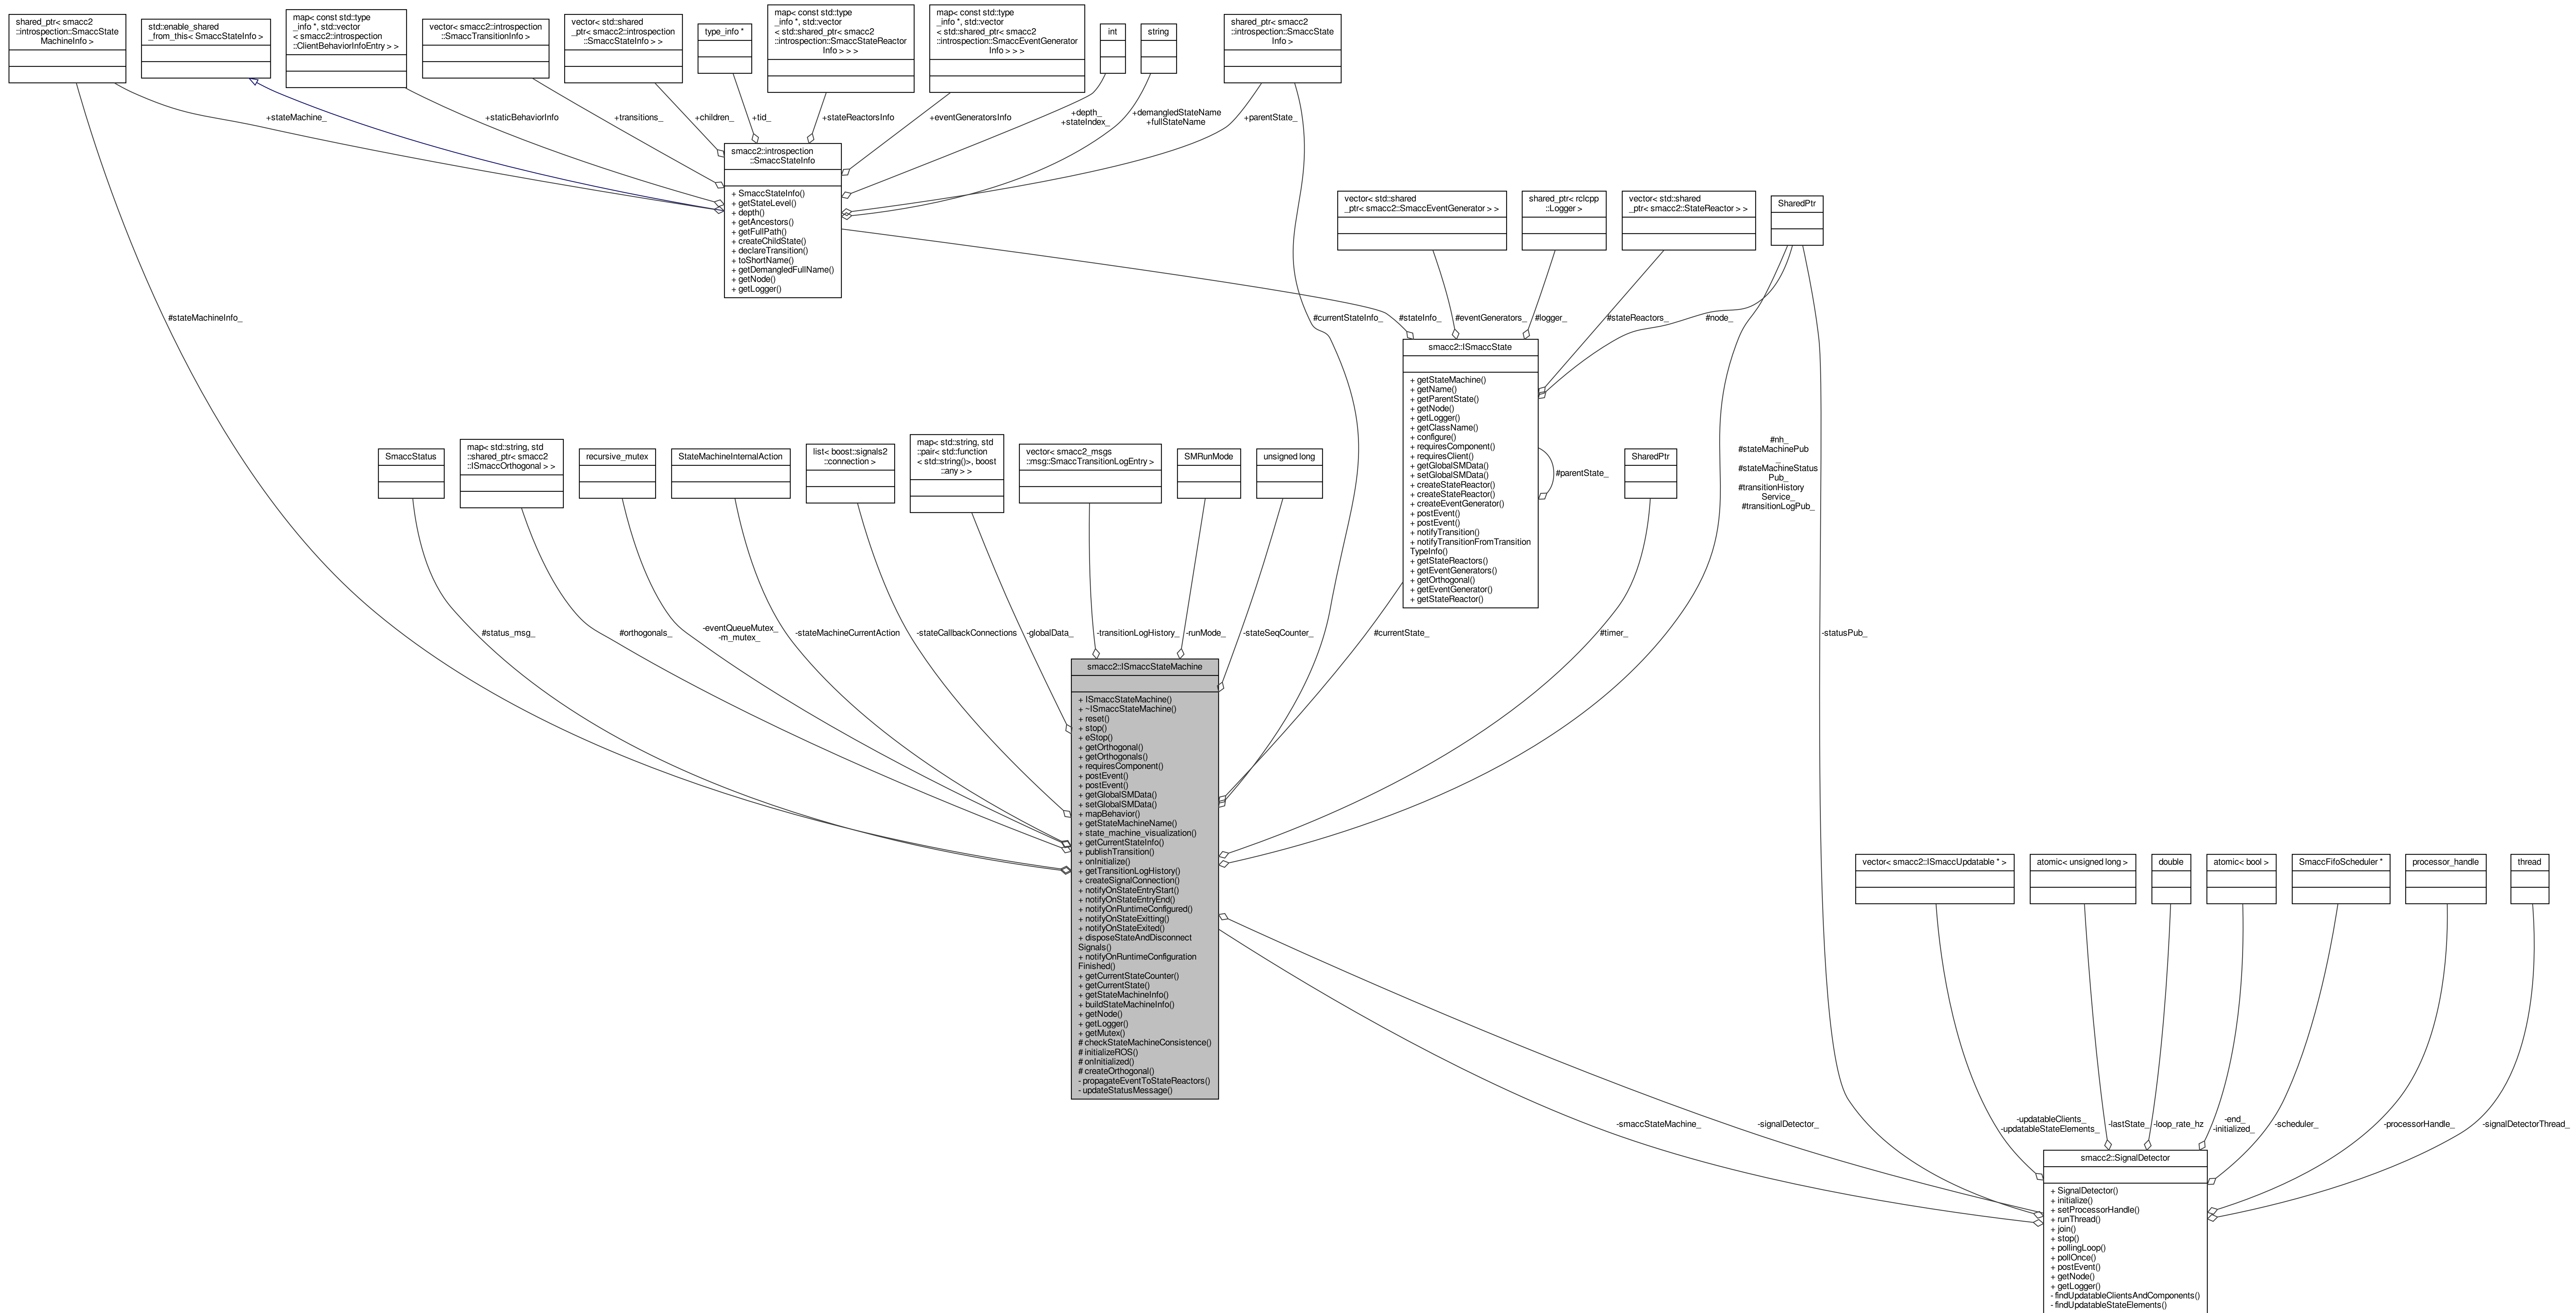 shared_ptr< smacc2
::introspection::SmaccState
MachineInfo >
std::enable_shared
_from_this< SmaccStateInfo >
map< const std::type
_info *, std::vector
< smacc2::introspection
::ClientBehaviorInfoEntry > >
vector< smacc2::introspection
::SmaccTransitionInfo >
vector< std::shared
_ptr< smacc2::introspection
::SmaccStateInfo > >
type_info *
map< const std::type
_info *, std::vector
< std::shared_ptr< smacc2
::introspection::SmaccStateReactor
Info > > >
map< const std::type
_info *, std::vector
< std::shared_ptr< smacc2
::introspection::SmaccEventGenerator
Info > > >
int
string
shared_ptr< smacc2
::introspection::SmaccState
Info >
+stateMachine_
+staticBehaviorInfo
+transitions_
+children_
+tid_
+stateReactorsInfo
+eventGeneratorsInfo
+depth_
+stateIndex_
+demangledStateName
+fullStateName
+parentState_
smacc2::introspection
::SmaccStateInfo
+ SmaccStateInfo()
+ getStateLevel()
+ depth()
+ getAncestors()
+ getFullPath()
+ createChildState()
+ declareTransition()
+ toShortName()
+ getDemangledFullName()
+ getNode()
+ getLogger()
vector< std::shared
_ptr< smacc2::SmaccEventGenerator > >
shared_ptr< rclcpp
::Logger >
vector< std::shared
_ptr< smacc2::StateReactor > >
SharedPtr
#stateMachineInfo_
#currentStateInfo_
#stateInfo_
#eventGenerators_
#logger_
#stateReactors_
#node_
smacc2::ISmaccState
+ getStateMachine()
+ getName()
+ getParentState()
+ getNode()
+ getLogger()
+ getClassName()
+ configure()
+ requiresComponent()
+ requiresClient()
+ getGlobalSMData()
+ setGlobalSMData()
+ createStateReactor()
+ createStateReactor()
+ createEventGenerator()
+ postEvent()
+ postEvent()
+ notifyTransition()
+ notifyTransitionFromTransition
TypeInfo()
+ getStateReactors()
+ getEventGenerators()
+ getOrthogonal()
+ getEventGenerator()
+ getStateReactor()
#parentState_
SmaccStatus
map< std::string, std
::shared_ptr< smacc2
::ISmaccOrthogonal > >
recursive_mutex
StateMachineInternalAction
list< boost::signals2
::connection >
map< std::string, std
::pair< std::function
< std::string()>, boost
::any > >
vector< smacc2_msgs
::msg::SmaccTransitionLogEntry >
SMRunMode
unsigned long
SharedPtr
#nh_
#stateMachinePub
_
#stateMachineStatus
Pub_
#transitionHistory
Service_
#transitionLogPub_
#status_msg_
#orthogonals_
-eventQueueMutex_
-m_mutex_
-stateMachineCurrentAction
-stateCallbackConnections
-globalData_
-transitionLogHistory_
-runMode_
-stateSeqCounter_
#currentState_
#timer_
-statusPub_
smacc2::ISmaccStateMachine
+ ISmaccStateMachine()
+ ~ISmaccStateMachine()
+ reset()
+ stop()
+ eStop()
+ getOrthogonal()
+ getOrthogonals()
+ requiresComponent()
+ postEvent()
+ postEvent()
+ getGlobalSMData()
+ setGlobalSMData()
+ mapBehavior()
+ getStateMachineName()
+ state_machine_visualization()
+ getCurrentStateInfo()
+ publishTransition()
+ onInitialize()
+ getTransitionLogHistory()
+ createSignalConnection()
+ notifyOnStateEntryStart()
+ notifyOnStateEntryEnd()
+ notifyOnRuntimeConfigured()
+ notifyOnStateExitting()
+ notifyOnStateExited()
+ disposeStateAndDisconnect
Signals()
+ notifyOnRuntimeConfiguration
Finished()
+ getCurrentStateCounter()
+ getCurrentState()
+ getStateMachineInfo()
+ buildStateMachineInfo()
+ getNode()
+ getLogger()
+ getMutex()
# checkStateMachineConsistence()
# initializeROS()
# onInitialized()
# createOrthogonal()
- propagateEventToStateReactors()
- updateStatusMessage()
vector< smacc2::ISmaccUpdatable * >
atomic< unsigned long >
double
atomic< bool >
SmaccFifoScheduler *
processor_handle
thread
-smaccStateMachine_
-signalDetector_
-updatableClients_
-updatableStateElements_
-lastState_
-loop_rate_hz
-end_
-initialized_
-scheduler_
-processorHandle_
-signalDetectorThread_
smacc2::SignalDetector
+ SignalDetector()
+ initialize()
+ setProcessorHandle()
+ runThread()
+ join()
+ stop()
+ pollingLoop()
+ pollOnce()
+ postEvent()
+ getNode()
+ getLogger()
- findUpdatableClientsAndComponents()
- findUpdatableStateElements()